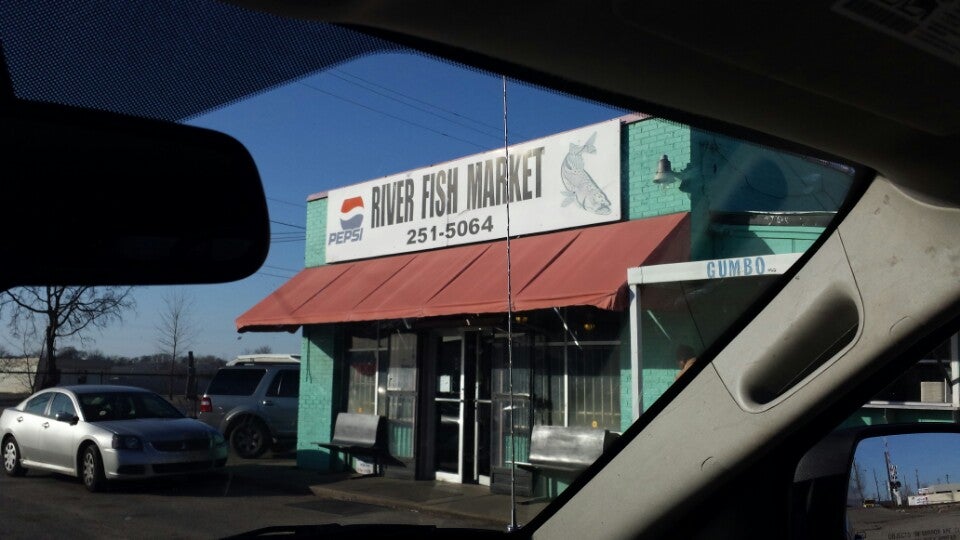 PEPSI
RIVER FISH MARKET
251-5064
GUMBO